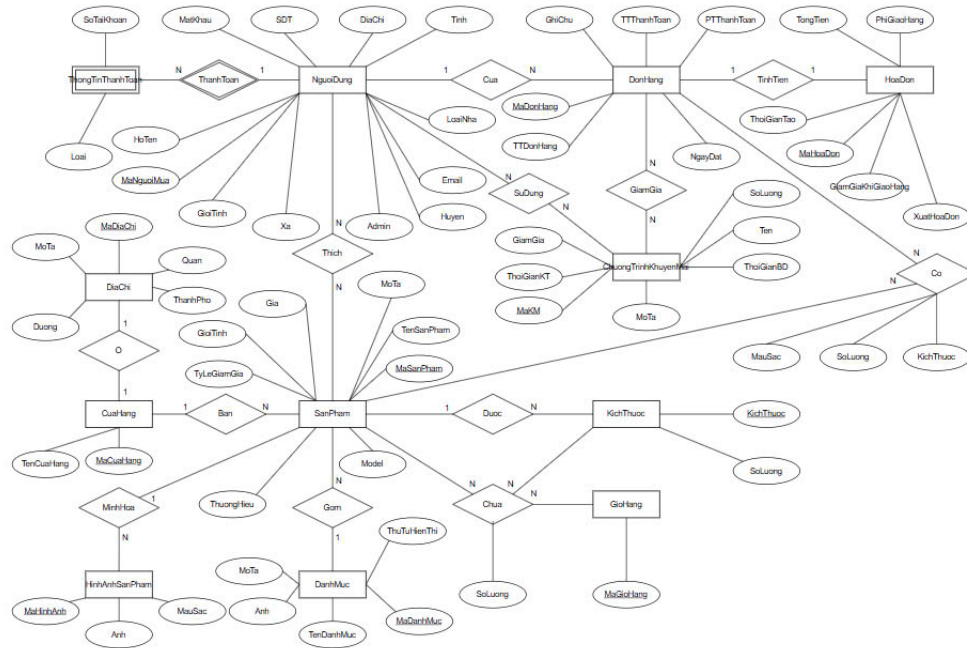 SoTaiKhoan
MatKhau
SDT
DiaChi
Tinh
GhiChu
TTThanhToan
PTThanhToan
TongTien
PhiGiaoHang
ThongTinThanhToan
N
ThanhToan
1
NguoiDung
1
Cua
N
DonHang
1
TinhTien
1
HoaDon
MaDonHang
LoaiNha
ThoiGianTao
HoTen
TTDonHang
NgayDat
MaHoaDon
Loai
MaNguoiMua
Email
N
SuDung
N
N
GiamGia
N
SoLuong
GiamGiaKhiGiaoHang
GioiTinh
Xa
Admin
Huyen
XuatHoaDon
MaDiaChi
N
Thich
N
GiamGia
Ten
MoTa
Quan
ChuongTrinhKhuyenMai
ThoiGianBD
N
Co
N
DiaChi
ThoiGianKT
ThanhPho
Gia
MoTa
MaKM
MoTa
Duong
1
O
1
GioiTinh
TenSanPham
MaSanPham
MauSac
SoLuong
KichThuoc
TyLeGiamGia
CuaHang
1
Ban
N
SanPham
1
Duoc
N
KichThuoc
KichThuoc
TenCuaHang
MaCuaHang
Model
SoLuong
1
MinhHoa
N
ThuongHieu
N
Gom
1
N
N
Chua
N
GioHang
ThuTuHienThi
HinhAnhSanPham
MoTa
DanhMuc
SoLuong
MaGioHang
MaHinhAnh
MauSac
Anh
MaDanhMuc
Anh
TenDanhMuc